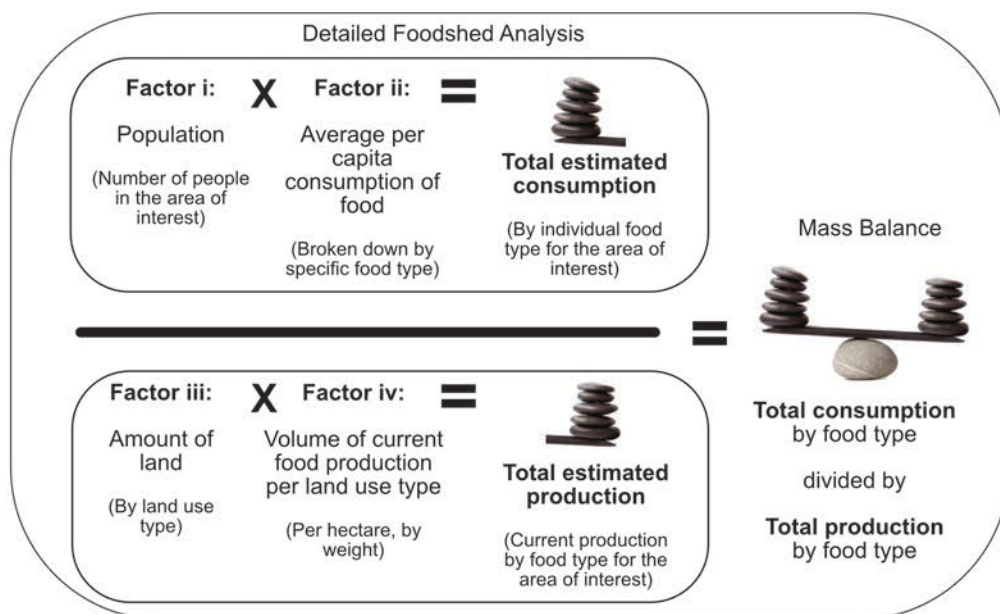 Detailed Foodshed Analysis
Factor i:
X
Factor ii:
=
Population
(Number of people
in the area of
interest)
Average per
capita
consumption of
food
(Broken down by
specific food type)
Total estimated
consumption
(By individual food
type for the area of
interest)
Factor iii:
X
Factor iv:
=
Amount of
land
(By land use
type)
Volume of current
food production
per land use type
(Per hectare, by
weight)
Total estimated
production
(Current production
by food type for the
area of interest)
=
Mass Balance
Total consumption
by food type
divided by
Total production
by food type